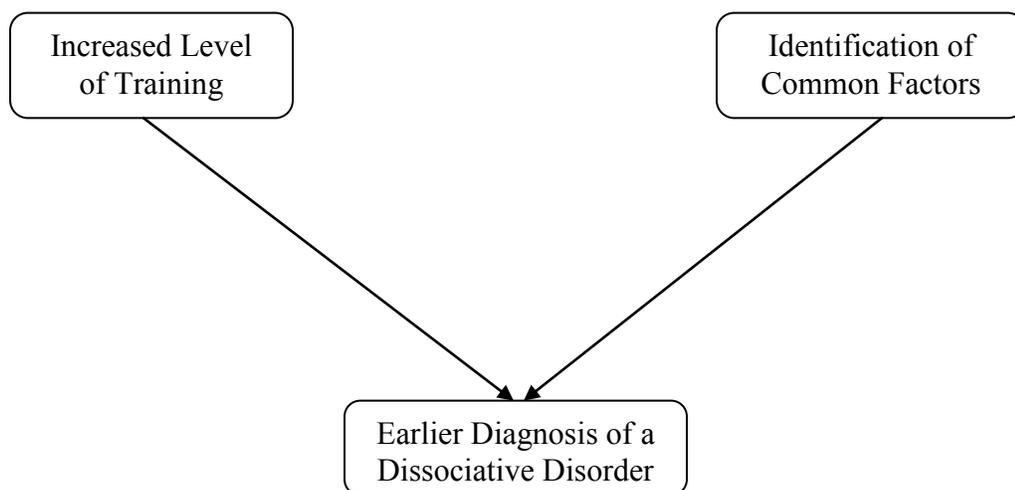 Increased Level
of Training
Identification of
Common Factors
Earlier Diagnosis of a
Dissociative Disorder